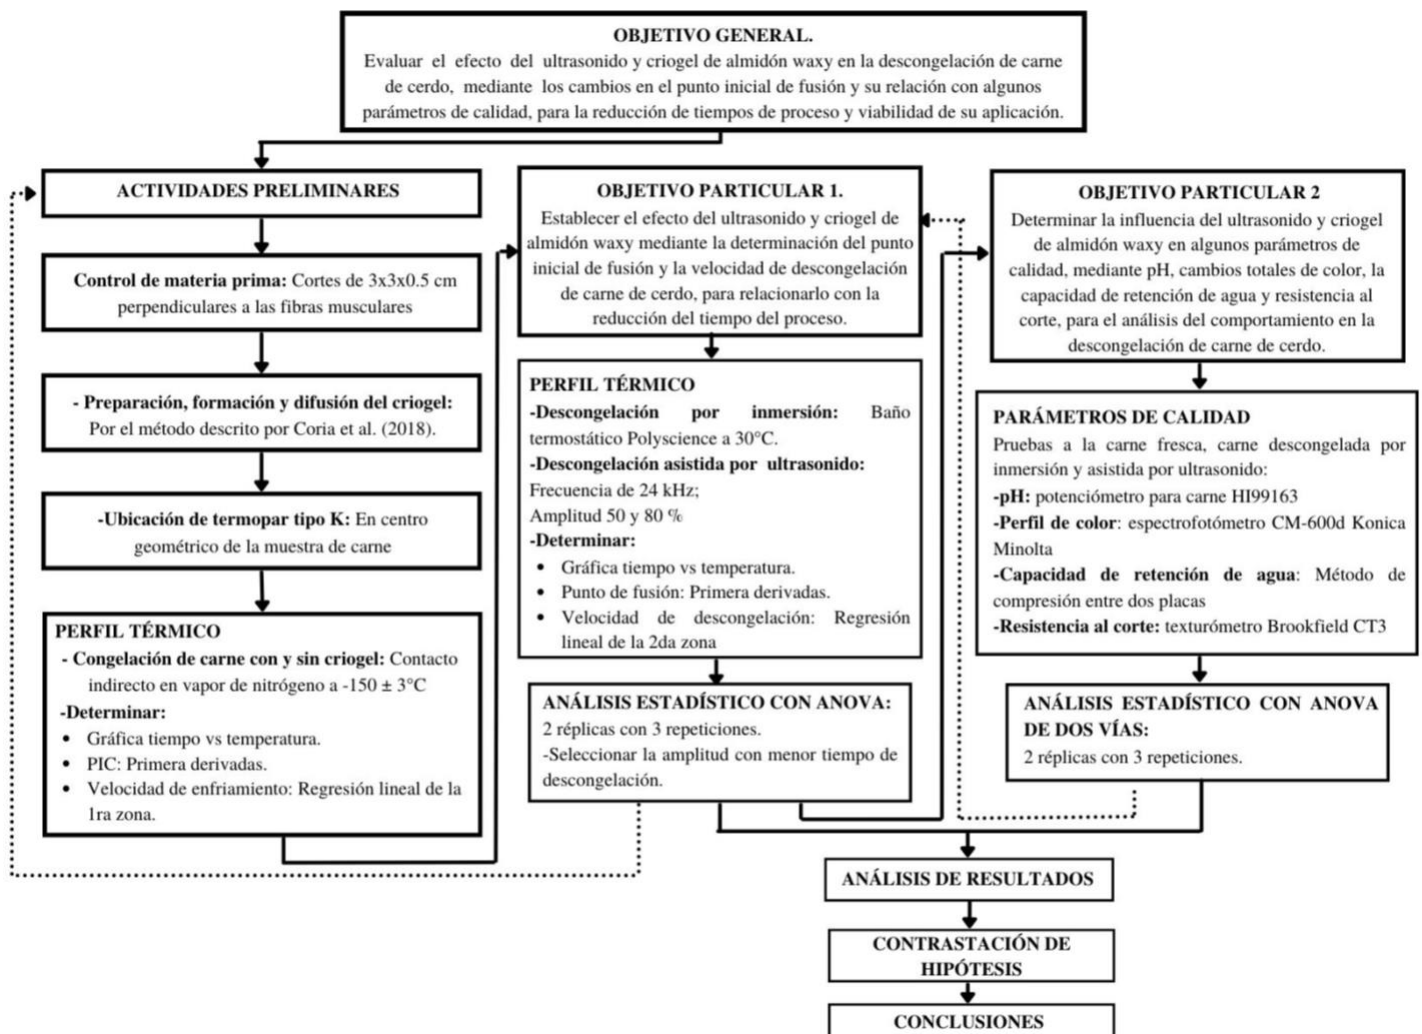 OBJETIVO GENERAL.
Evaluar el efecto del ultrasonido y criogel de almidón waxy en la descongelación de carne
de cerdo, mediante los cambios en el punto inicial de fusión y su relación con algunos
parámetros de calidad, para la reducción de tiempos de proceso y viabilidad de su aplicación.
ACTIVIDADES PRELIMINARES
Control de materia prima: Cortes de 3x3x0.5 cm
perpendiculares a las fibras musculares
- Preparación, formación y difusión del criogel:
Por el método descrito por Coria et al. (2018).
-Ubicación de termopar tipo K: En centro
geométrico de la muestra de carne
PERFIL TÉRMICO
- Congelación de carne con y sin criogel: Contacto
indirecto en vapor de nitrógeno a -150 ± 3°C
-Determinar:
• Gráfica tiempo vs temperatura.
• PIC: Primera derivadas.
• Velocidad de enfriamiento: Regresión lineal de la
1ra zona.
OBJETIVO PARTICULAR 1.
Establecer el efecto del ultrasonido y criogel de
almidón waxy mediante la determinación del punto
inicial de fusión y la velocidad de descongelación
de carne de cerdo, para relacionarlo con la
reducción del tiempo del proceso.
PERFIL TÉRMICO
-Descongelación por inmersión: Baño
termostático Polyscience a 30°C.
-Descongelación asistida por ultrasonido:
Frecuencia de 24 kHz;
Amplitud 50 y 80 %
-Determinar:
• Gráfica tiempo vs temperatura.
• Punto de fusión: Primera derivadas.
• Velocidad de descongelación: Regresión
lineal de la 2da zona
ANÁLISIS ESTADÍSTICO CON ANOVA:
2 réplicas con 3 repeticiones.
-Seleccionar la amplitud con menor tiempo de
descongelación.
OBJETIVO PARTICULAR 2
Determinar la influencia del ultrasonido y criogel
de almidón waxy en algunos parámetros de
calidad, mediante pH, cambios totales de color, la
capacidad de retención de agua y resistencia al
corte, para el análisis del comportamiento en la
descongelación de carne de cerdo.
PARÁMETROS DE CALIDAD
Pruebas a la carne fresca, carne descongelada por
inmersión y asistida por ultrasonido:
-pH: potenciómetro para carne HI99163
-Perfil de color: espectrofotómetro CM-600d Konica
Minolta
-Capacidad de retención de agua: Método de
compresión entre dos placas
-Resistencia al corte: texturómetro Brookfield CT3
ANÁLISIS ESTADÍSTICO CON ANOVA
DE DOS VÍAS:
2 réplicas con 3 repeticiones.
ANÁLISIS DE RESULTADOS
CONTRASTACIÓN DE
HIPÓTESIS
CONCLUSIONES